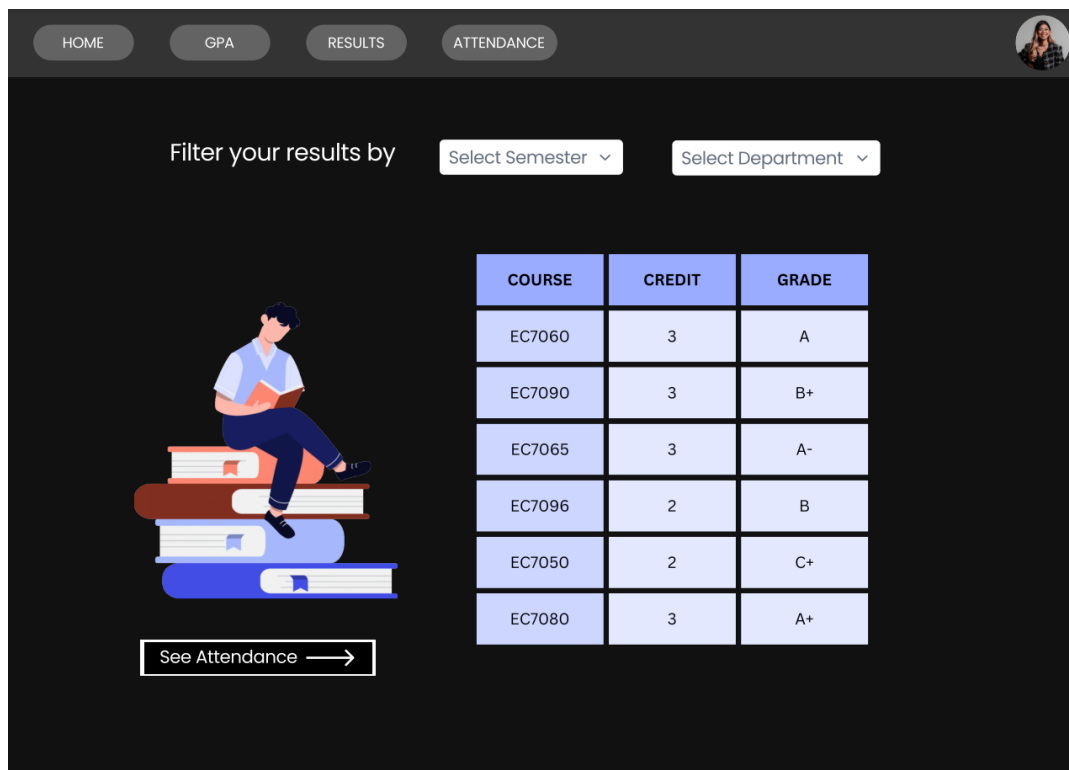 HOME GPA RESULTS ATTENDANCE
Filter your results by Select Semester Select Department
COURSE CREDIT GRADE
EC7060 3 A
EC7090 3 B+
EC7065 3 A-
EC7096 2 B
EC7050 2 C+
EC7080 3 A+
See Attendance